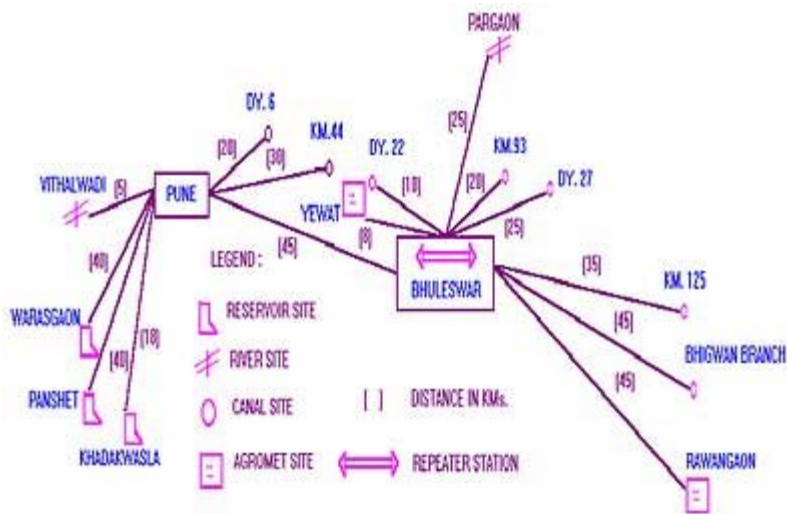 PARGAON
DY. 6
KM.44
[25]
[20]
[30]
DY. 22
KM.93
DY. 27
VITHALWADI
[5]
PUNE
[10]
[20]
YEWAT
[8]
[25]
[45]
LEGEND :
[40]
BHULESWAR
[35]
KM. 125
WARASGAON
RESERVOIR SITE
[18]
[45]
BHIGWAN BRANCH
[40]
RIVER SITE
[45]
PANSHET
CANAL SITE
[ ] DISTANCE IN KMs.
KHADAKWASLA
AGROMET SITE
REPEATER STATION
RAWANGAON